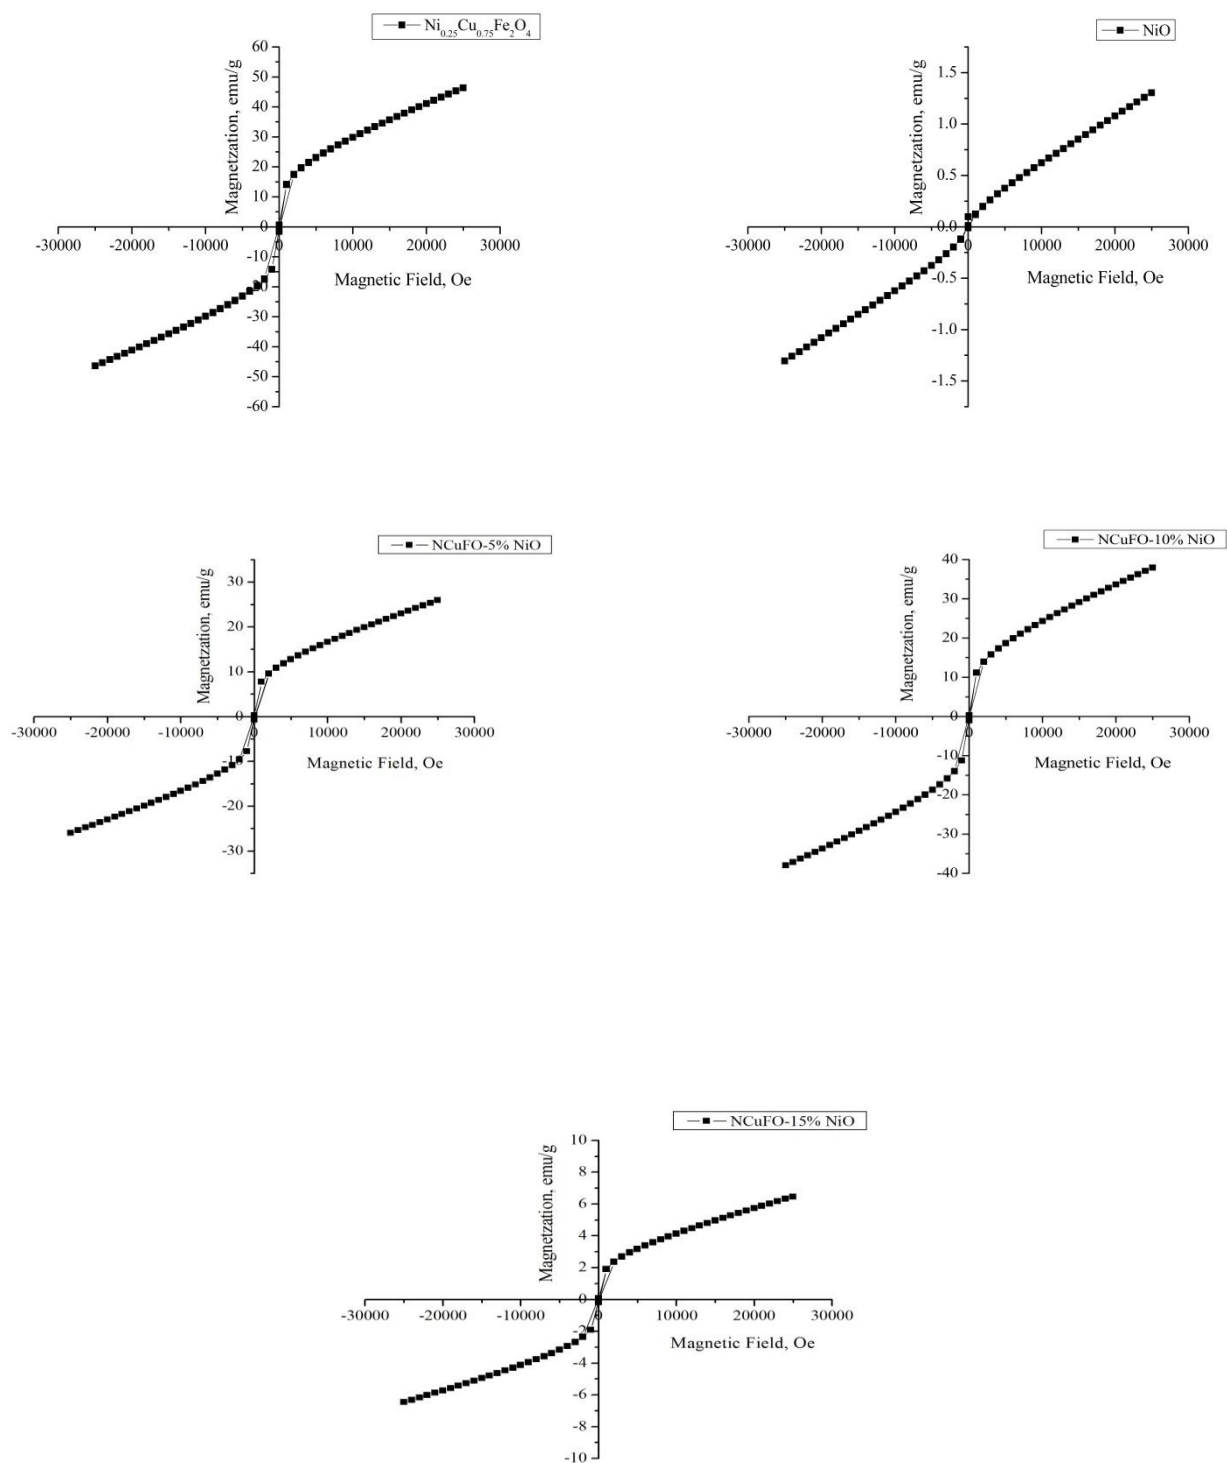 Ni0.25Cu0.75Fe2O4
Magnetzation, emu/g
60
50
40
30
20
10
0
-30000 -20000 -10000 0 10000 20000 30000
-10
-20
-30
-40
-50
-60
Magnetic Field, Oe
NiO
Magnetzation, emu/g
1.5
1.0
0.5
0.0
-30000 -20000 -10000 0 10000 20000 30000
-0.5
-1.0
-1.5
Magnetic Field, Oe
NCuFO-5% NiO
Magnetzation, emu/g
30
20
10
0
-30000 -20000 -10000 0 10000 20000 30000
-10
-20
-30
Magnetic Field, Oe
NCuFO-10% NiO
Magnetzation, emu/g
40
30
20
10
0
-30000 -20000 -10000 0 10000 20000 30000
-10
-20
-30
-40
Magnetic Field, Oe
NCuFO-15% NiO
Magnetzation, emu/g
10
8
6
4
2
0
-30000 -20000 -10000 0 10000 20000 30000
-2
-4
-6
-8
-10
Magnetic Field, Oe